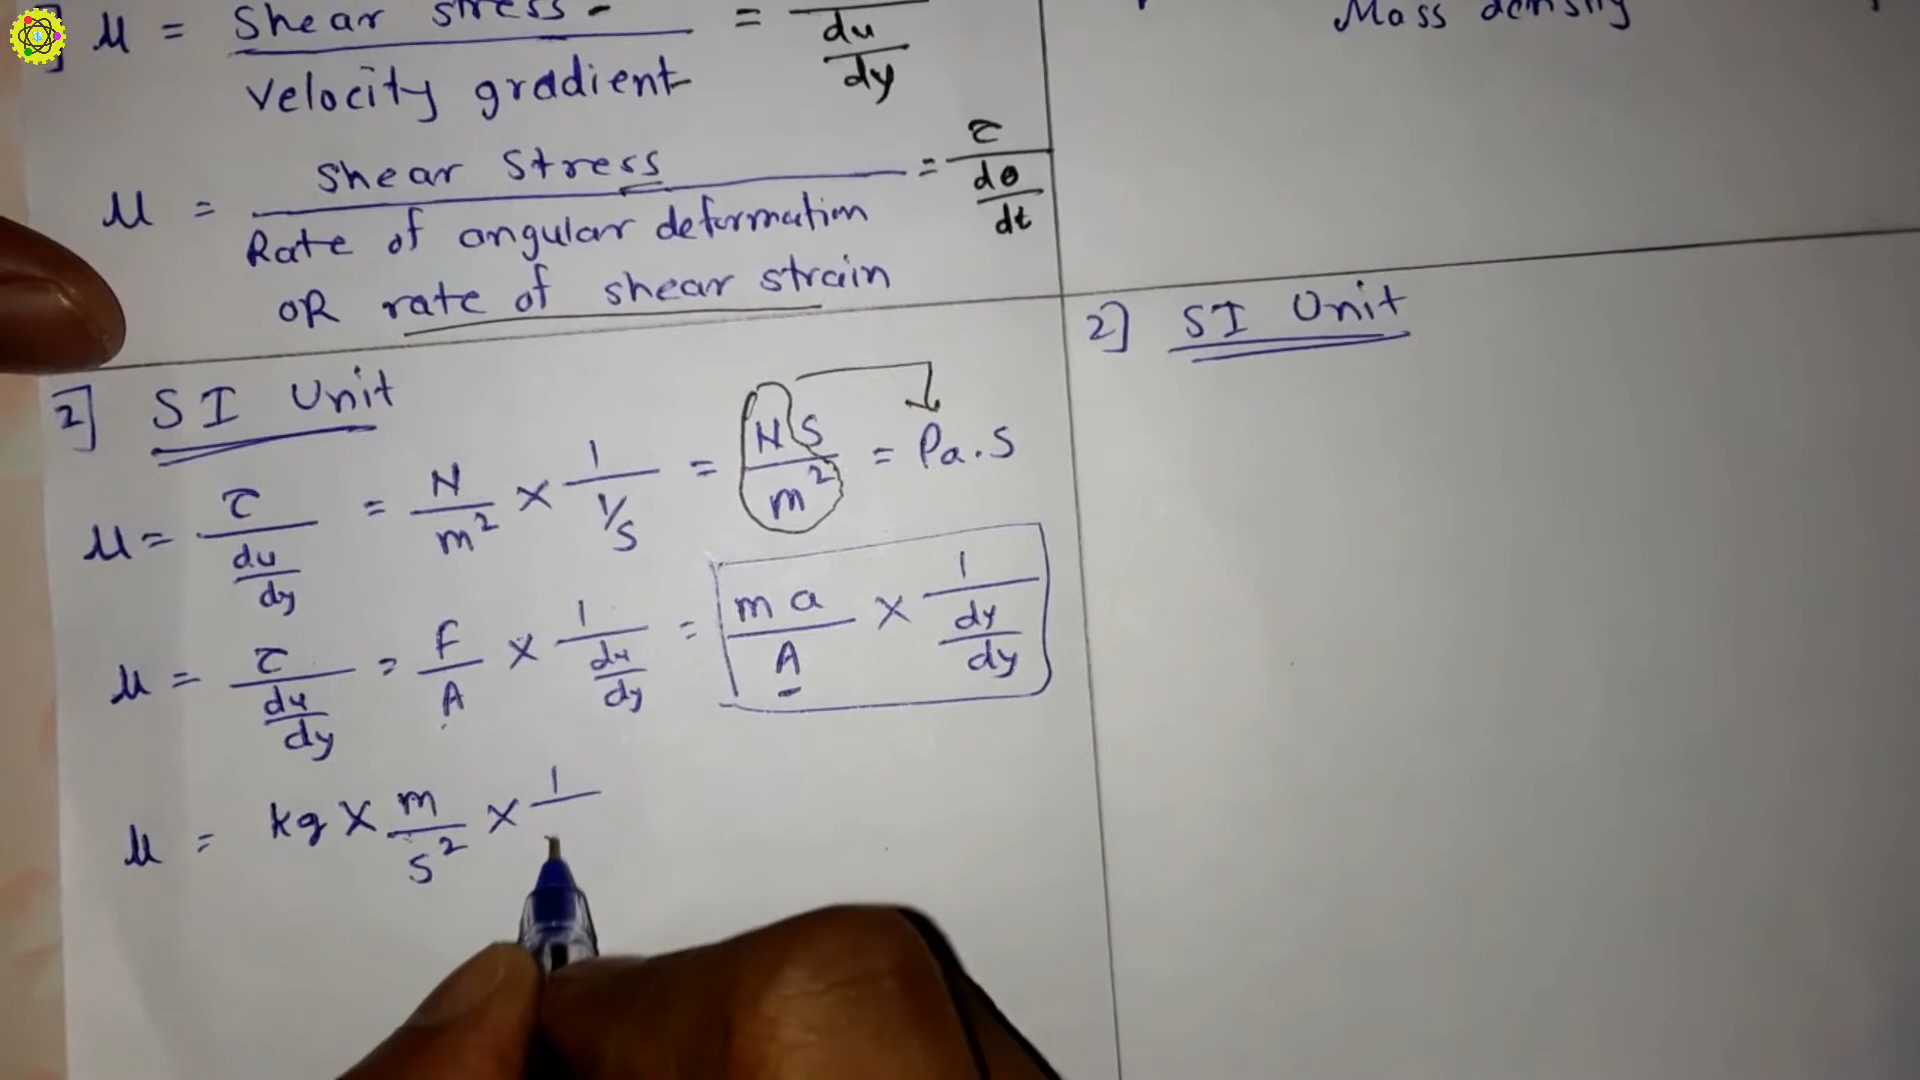 ] μ = Shear stress / Velocity gradient = / du/dy
Mass density
μ = Shear Stress / Rate of angular deformation OR rate of shear strain = τ / dθ/dt
2] SI Unit
μ = τ / du/dy = N/m² × 1 / 1/s = NS/m² = Pa.S
μ = τ / du/dy = F/A × 1 / du/dy = ma/A × 1 / dy/dy
μ = kg × m/s² × 1/
2] SI Unit